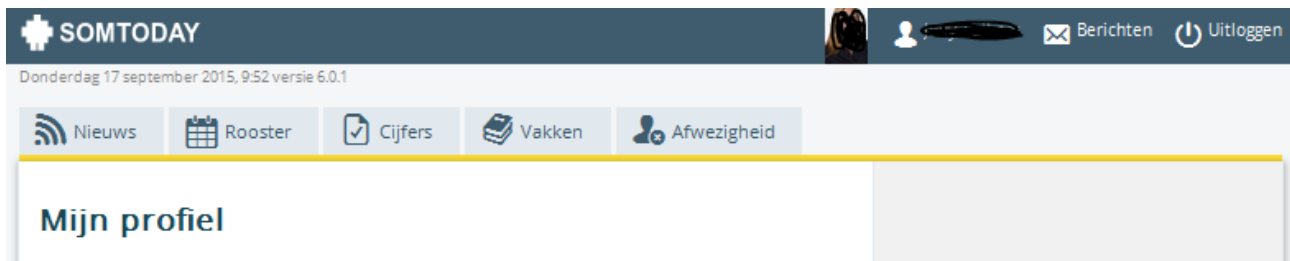 SOMTODAY Berichten Uitloggen
Donderdag 17 september 2015, 9:52 versie 6.0.1
Nieuws Rooster Cijfers Vakken Afwezigheid
Mijn profiel